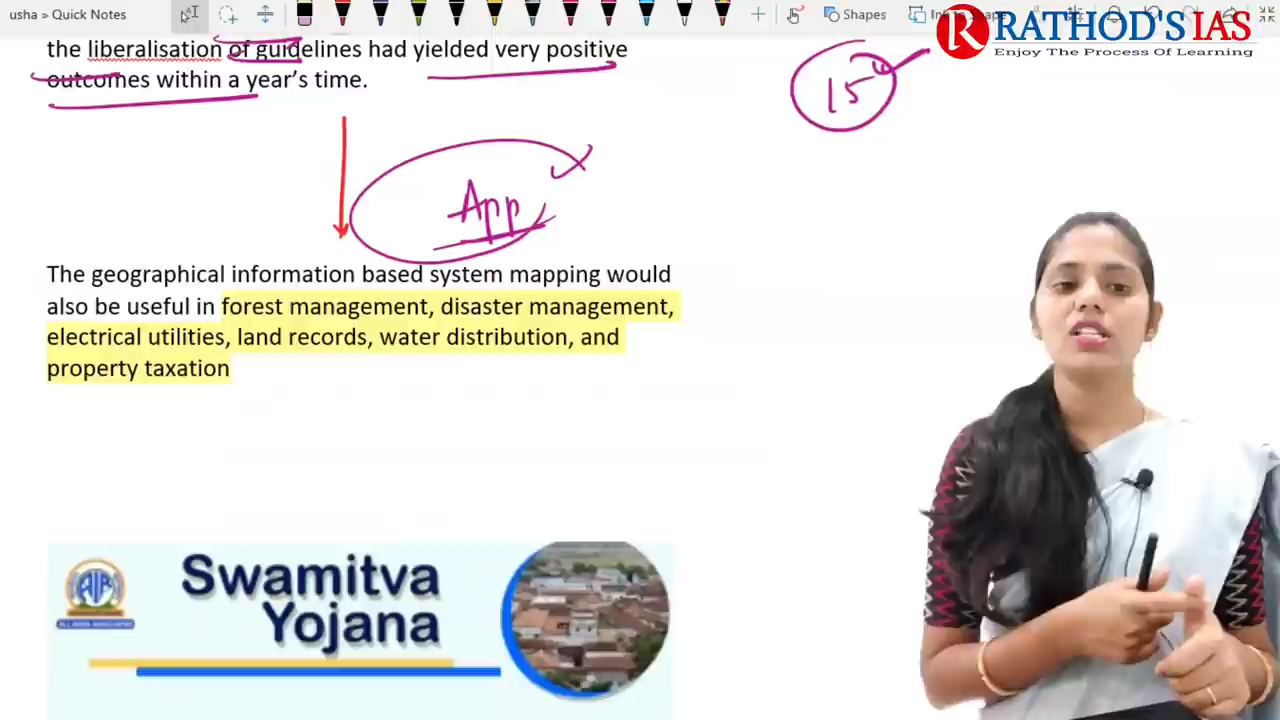 usha » Quick Notes
Shapes
RATHOD'S IAS
Enjoy The Process Of Learning
the liberalisation of guidelines had yielded very positive
outcomes within a year's time.
15
App
The geographical information based system mapping would
also be useful in forest management, disaster management,
electrical utilities, land records, water distribution, and
property taxation
Swamitva
Yojana